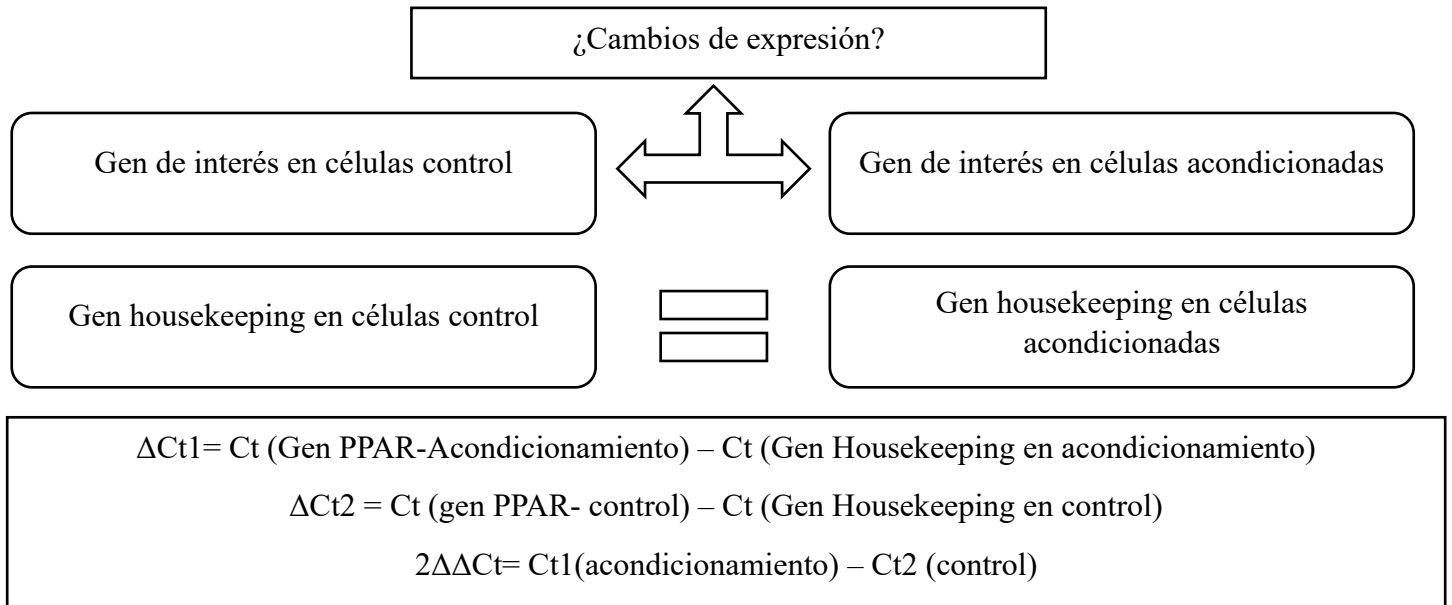 ¿Cambios de expresión?
Gen de interés en células control
Gen de interés en células acondicionadas
Gen housekeeping en células control
Gen housekeeping en células
acondicionadas
ΔCt1= Ct (Gen PPAR-Acondicionamiento) – Ct (Gen Housekeeping en acondicionamiento)
ΔCt2 = Ct (gen PPAR- control) – Ct (Gen Housekeeping en control)
2ΔΔCt= Ct1(acondicionamiento) – Ct2 (control)